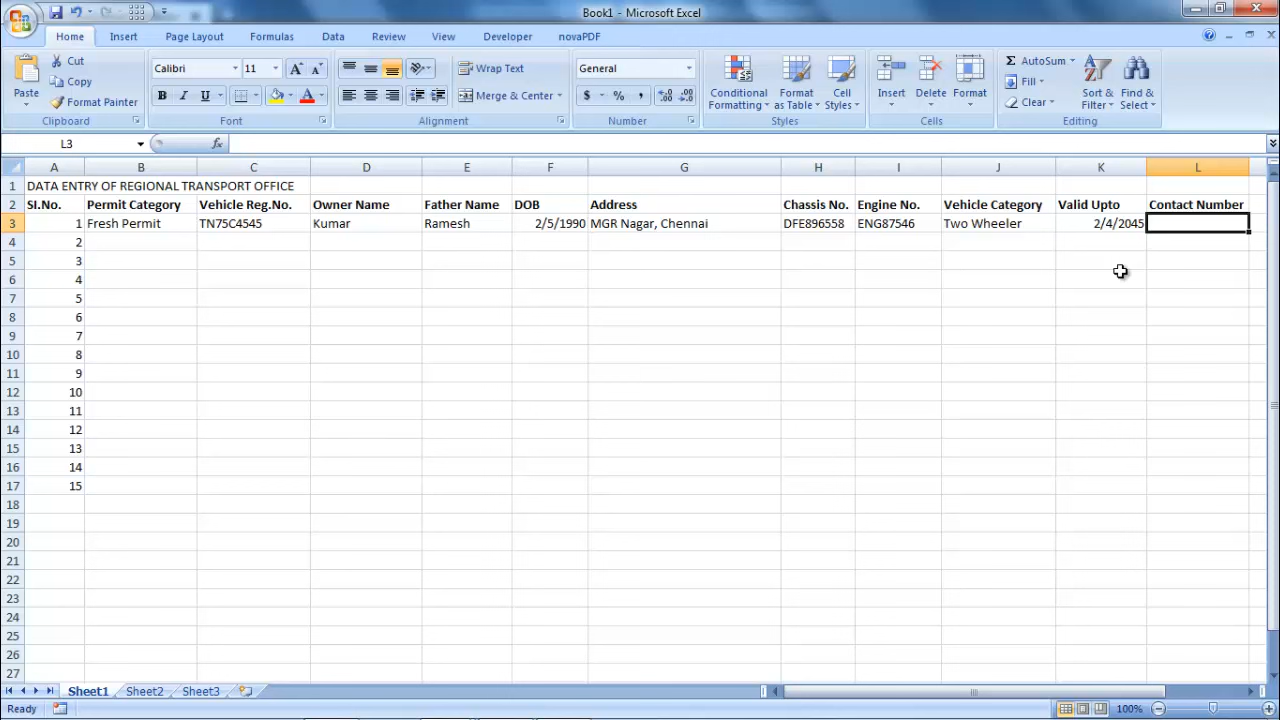 Book1 - Microsoft Excel
Home Insert Page Layout Formulas Data Review View Developer novaPDF
Paste
Cut
Copy
Format Painter
Clipboard
Calibri 11
B I U
Font
Wrap Text
Merge & Center
Alignment
General
$ % ,
Number
Conditional Formatting
Format as Table
Cell Styles
Styles
Insert
Delete
Format
Cells
Σ AutoSum
Fill
Clear
Sort & Filter
Find & Select
Editing
L3 fx
A B C D E F G H I J K L
1 DATA ENTRY OF REGIONAL TRANSPORT OFFICE
2 SI.No. Permit Category Vehicle Reg.No. Owner Name Father Name DOB Address Chassis No. Engine No. Vehicle Category Valid Upto Contact Number
3 1 Fresh Permit TN75C4545 Kumar Ramesh 2/5/1990 MGR Nagar, Chennai DFE896558 ENG87546 Two Wheeler 2/4/2045
4 2
5 3
6 4
7 5
8 6
9 7
10 8
11 9
12 10
13 11
14 12
15 13
16 14
17 15
18
19
20
21
22
23
24
25
26
27
Sheet1 Sheet2 Sheet3
Ready 100%